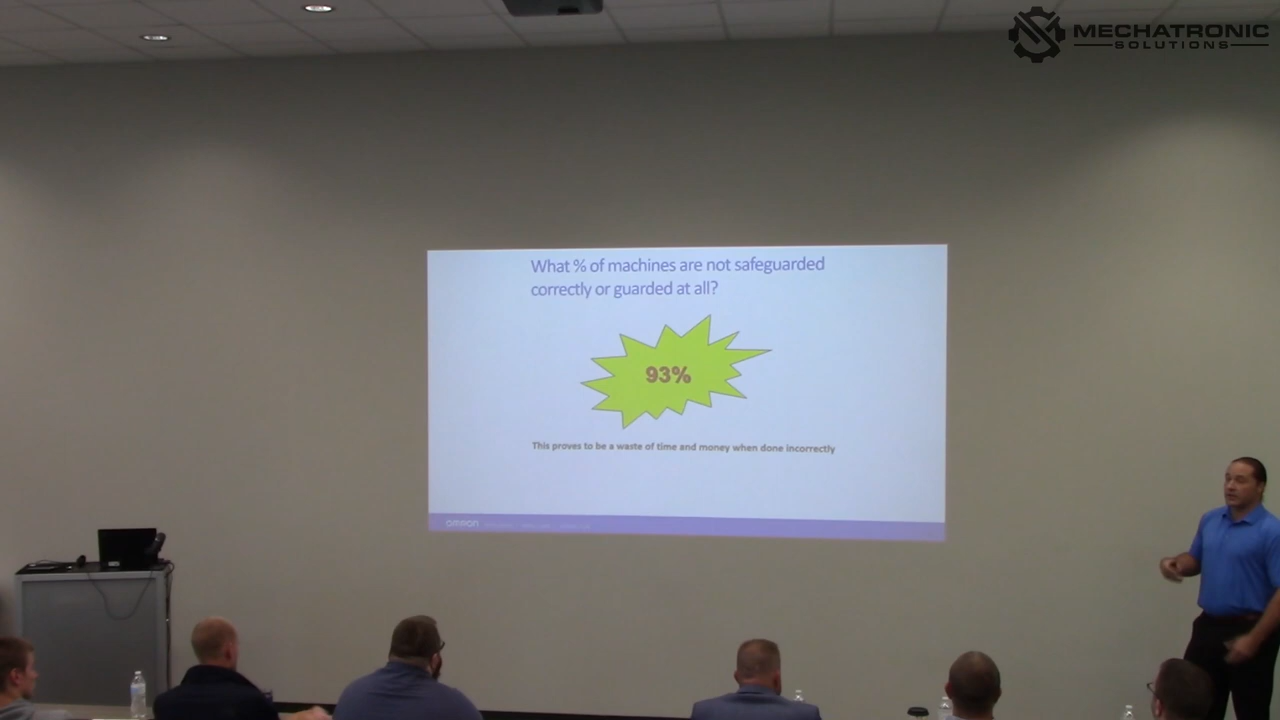 MECHATRONIC
SOLUTIONS
What % of machines are not safeguarded
correctly or guarded at all?
93%
This proves to be a waste of time and money when done incorrectly
omron